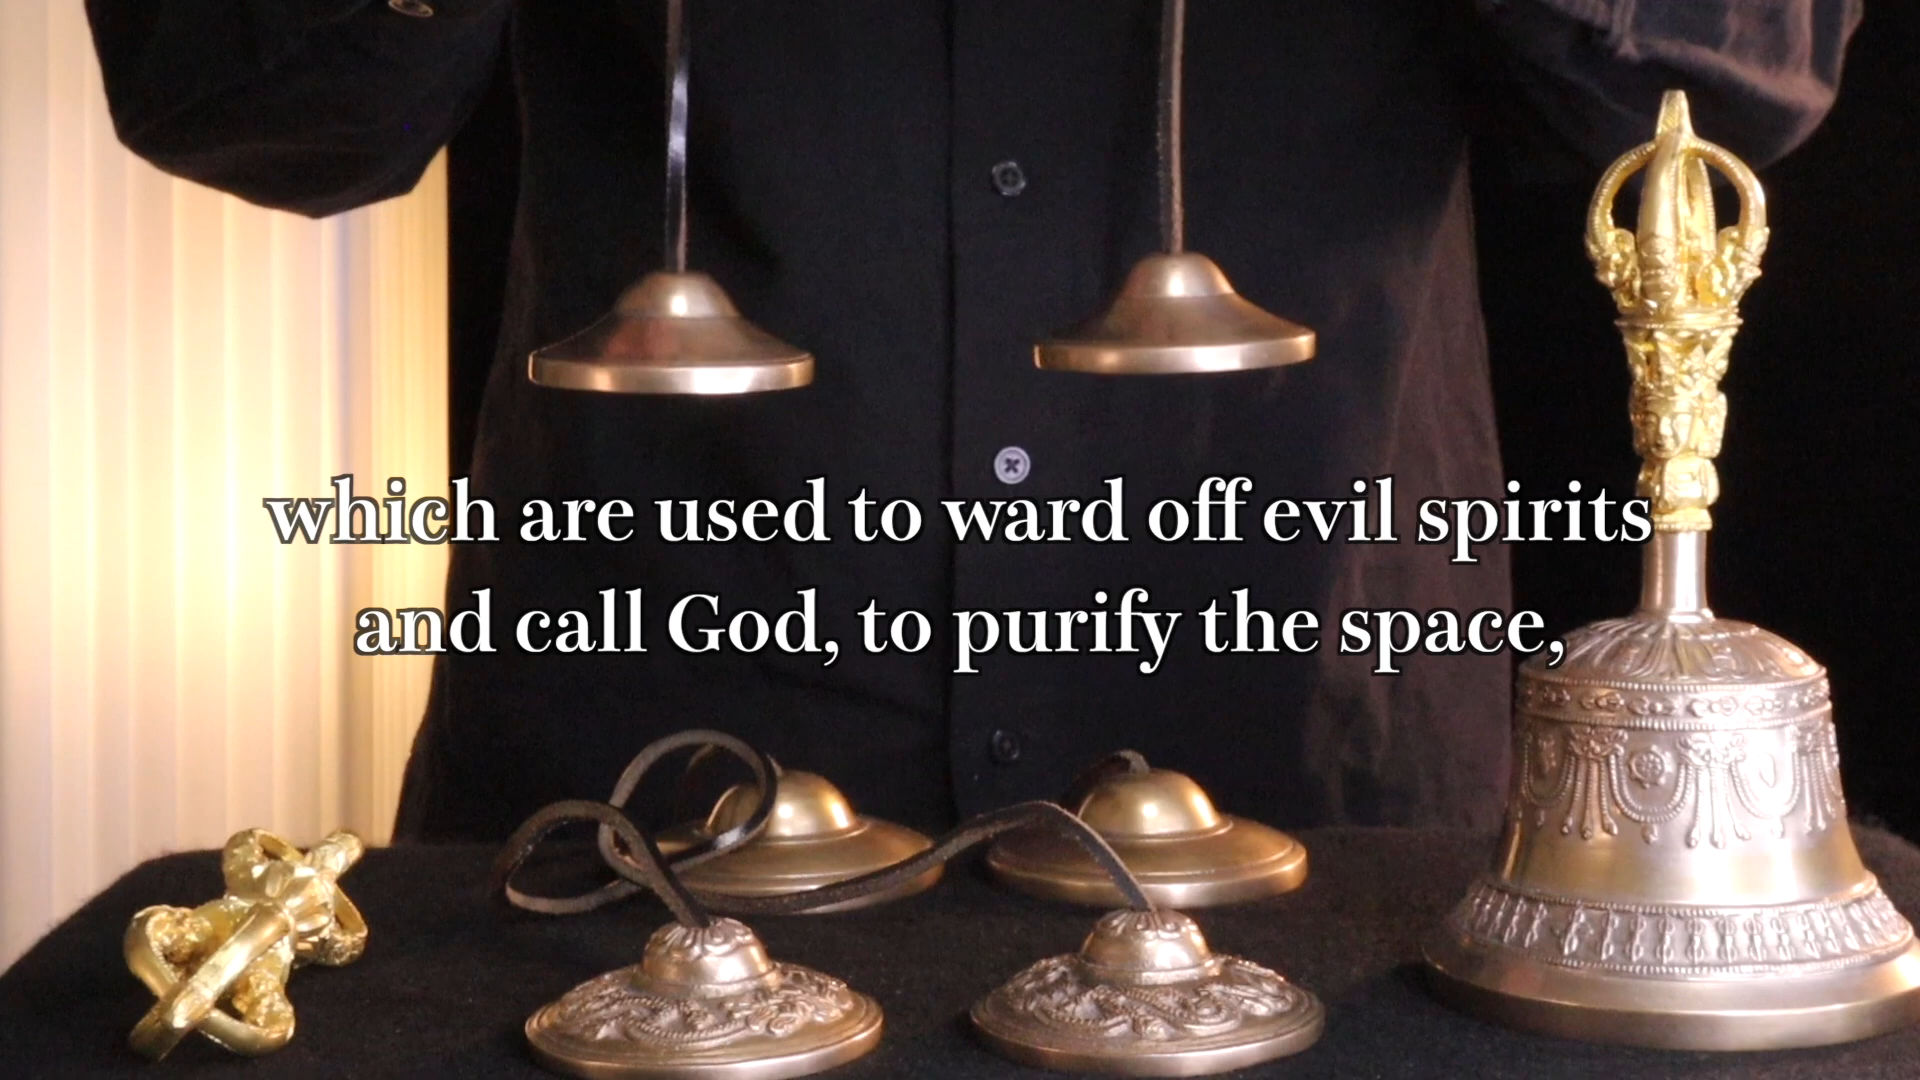 which are used to ward off evil spirits
and call God, to purify the space,